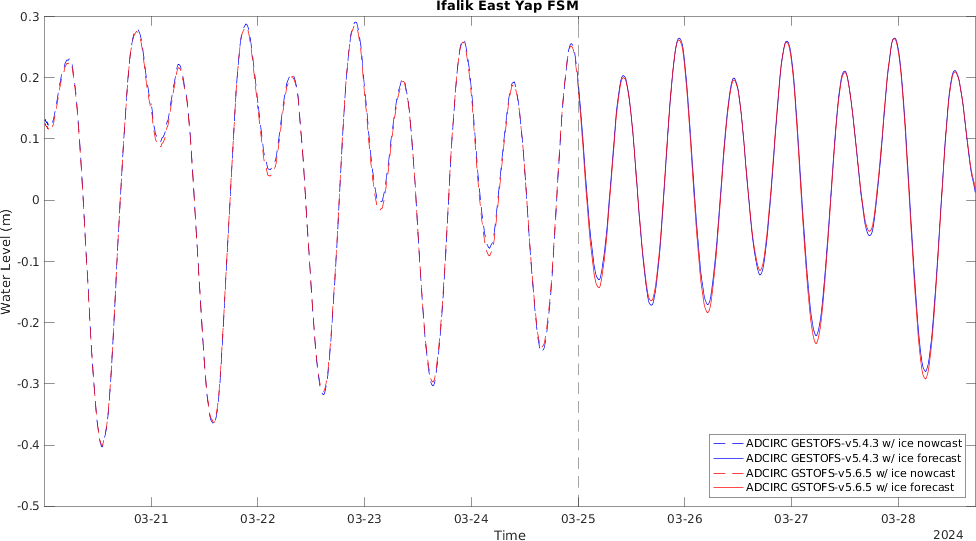 Ifalik East Yap FSM
0.3
0.2
0.1
0
-0.1
-0.2
-0.3
-0.4
-0.5
Water Level (m)
ADCIRC GESTOFS-v5.4.3 w/ ice nowcast
ADCIRC GESTOFS-v5.4.3 w/ ice forecast
ADCIRC GSTOFS-v5.6.5 w/ ice nowcast
ADCIRC GSTOFS-v5.6.5 w/ ice forecast
03-21 03-22 03-23 03-24 03-25 03-26 03-27 03-28
Time
2024